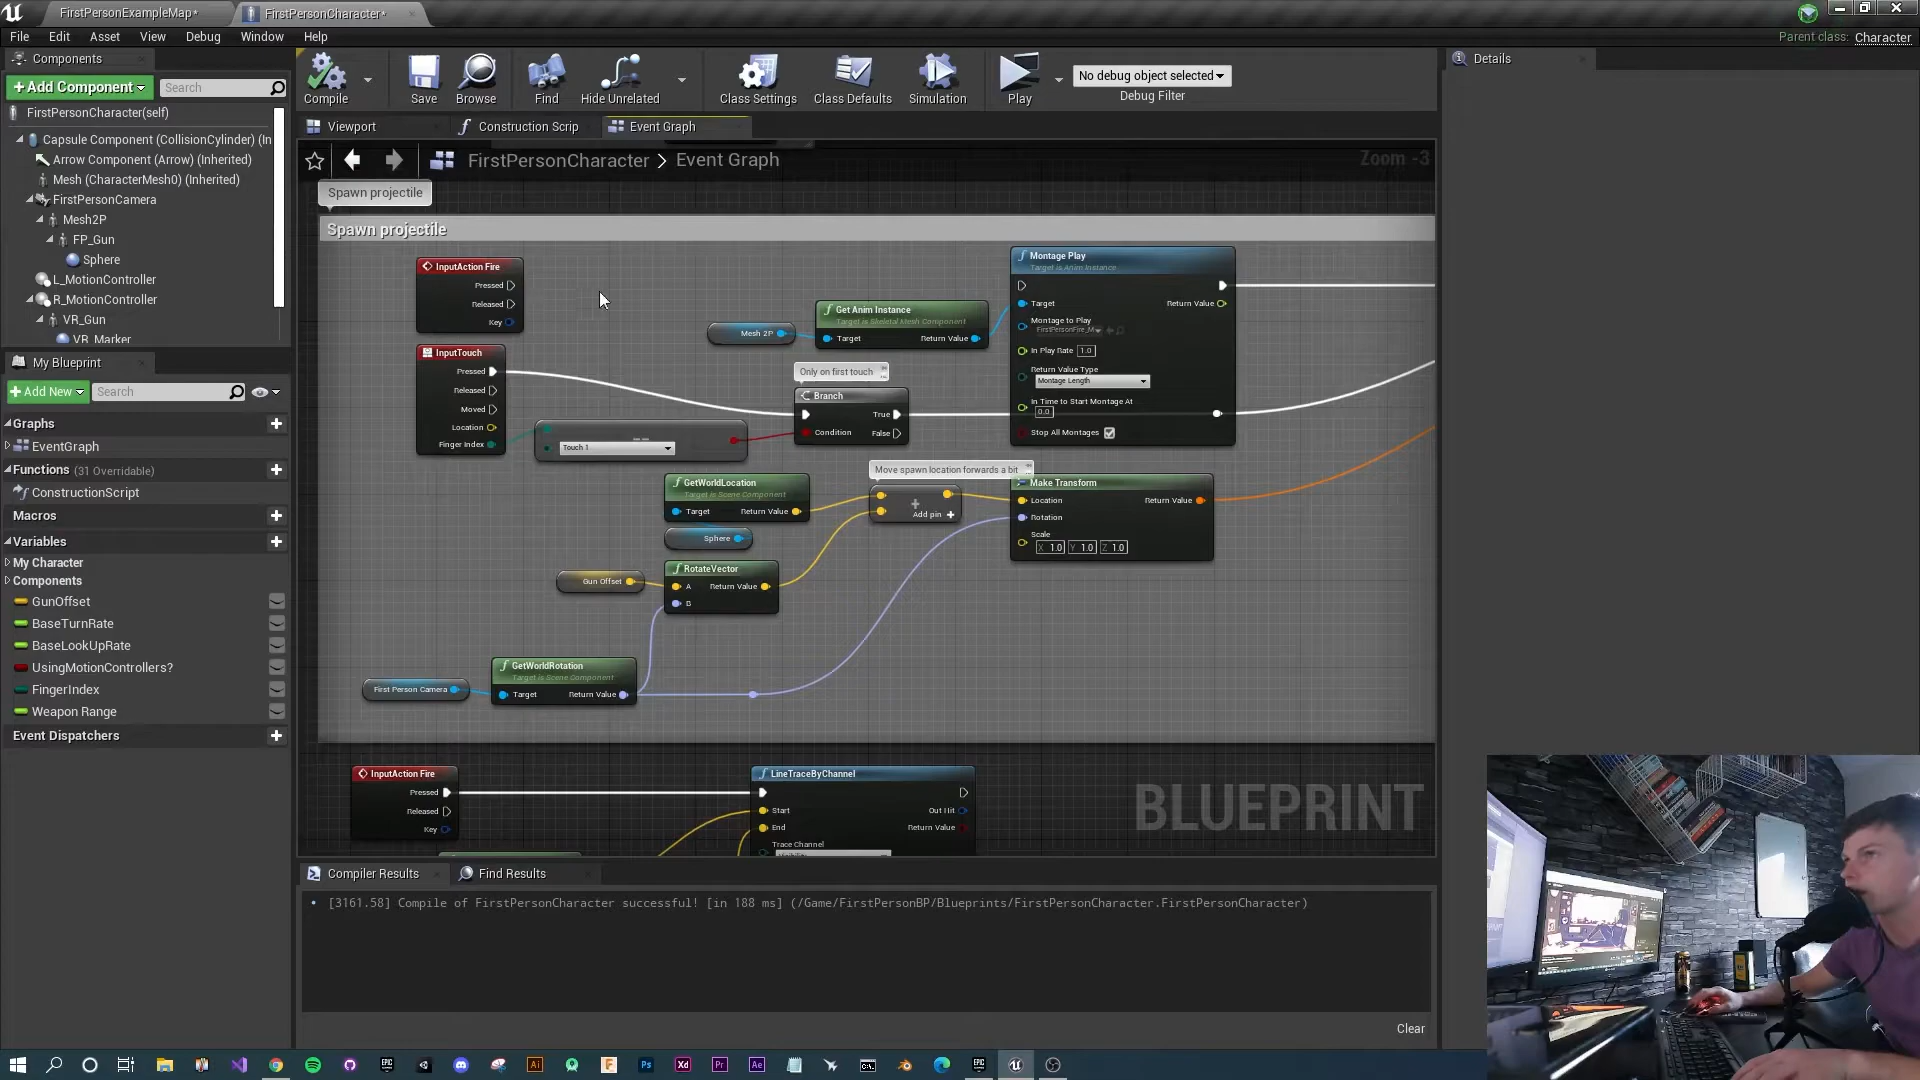 FirstPersonExampleMap*
FirstPersonCharacter*
File Edit Asset View Debug Window Help
Parent class: Character
Components
+Add Component
Search
FirstPersonCharacter(self)
Capsule Component (CollisionCylinder) (In
Arrow Component (Arrow) (Inherited)
Mesh (CharacterMesh0) (Inherited)
FirstPersonCamera
Mesh2P
FP_Gun
Sphere
L_MotionController
R_MotionController
VR_Gun
VR_Marker
My Blueprint
+Add New
Search
Graphs
EventGraph
Functions (31 Overridable)
ConstructionScript
Macros
Variables
My Character
Components
GunOffset
BaseTurnRate
BaseLookUpRate
UsingMotionControllers?
FingerIndex
Weapon Range
Event Dispatchers
Compile
Save
Browse
Find
Hide Unrelated
Class Settings
Class Defaults
Simulation
Play
No debug object selected
Debug Filter
Details
Viewport
Construction Scrip
Event Graph
FirstPersonCharacter > Event Graph
Zoom -3
Spawn projectile
Spawn projectile
InputAction Fire
Pressed
Released
Key
InputTouch
Pressed
Released
Moved
Location
Finger Index
Touch 1
Mesh 2P
Get Anim Instance
Target is Skeletal Mesh Component
Target
Return Value
Only on first touch
Branch
True
Condition
False
Montage Play
Target is Anim Instance
Target
Return Value
Montage to Play
FirstPersonFire_M
In Play Rate 1.0
Return Value Type
Montage Length
In Time to Start Montage At
0.0
Stop All Montages
GetWorldLocation
Target is Scene Component
Target
Return Value
Sphere
Move spawn location forwards a bit
Add pin +
Make Transform
Location
Return Value
Rotation
Scale
X 1.0 Y 1.0 Z 1.0
Gun Offset
RotateVector
A
Return Value
B
First Person Camera
GetWorldRotation
Target is Scene Component
Target
Return Value
InputAction Fire
Pressed
Released
Key
LineTraceByChannel
Start
Out Hit
End
Return Value
Trace Channel
BLUEPRINT
Compiler Results
Find Results
[3161.58] Compile of FirstPersonCharacter successful! [in 188 ms] (/Game/FirstPersonBP/Blueprints/FirstPersonCharacter.FirstPersonCharacter)
Clear
EPIC
Ai
F
Ps
Xd
Pr
Ae
EPIC